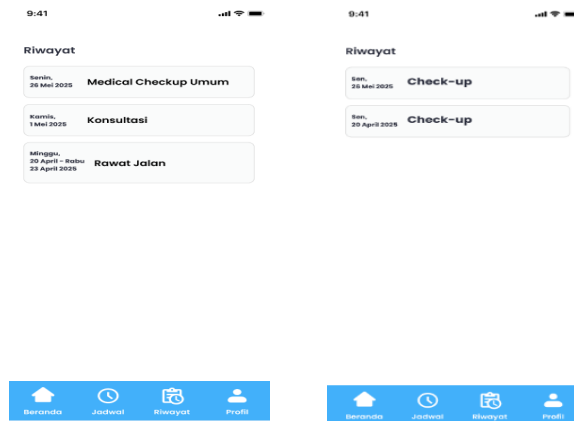 9:41
Riwayat
Senin,
26 Mei 2025
Medical Checkup Umum
Kamis,
1 Mei 2025
Konsultasi
Minggu,
20 April – Rabu
23 April 2025
Rawat Jalan
Beranda
Jadwal
Riwayat
Profil
9:41
Riwayat
Sen,
26 Mei 2025
Check-up
Sen,
20 April 2025
Check-up
Beranda
Jadwal
Riwayat
Profil